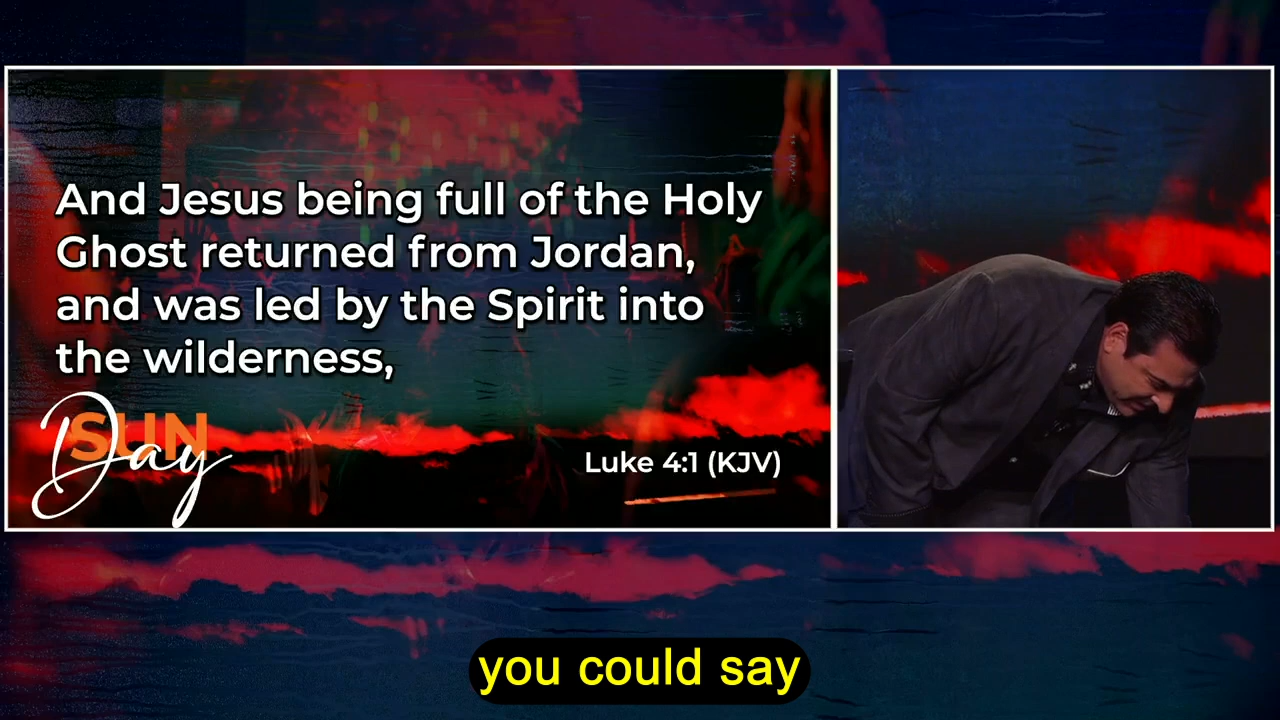 And Jesus being full of the Holy
Ghost returned from Jordan,
and was led by the Spirit into
the wilderness,
SUN
Day
Luke 4:1 (KJV)
you could say